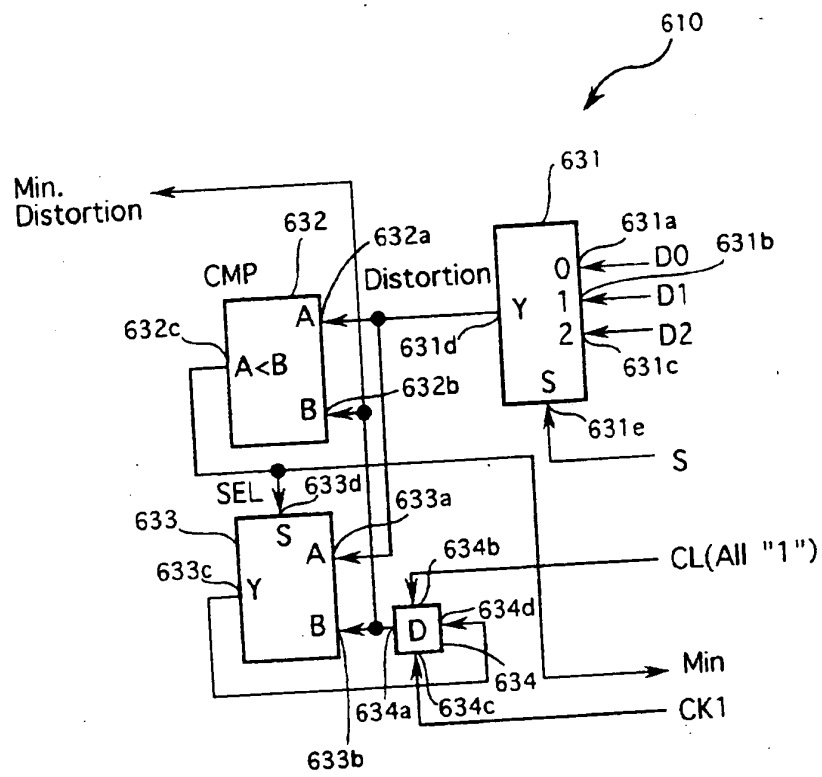 610
631
Min.
Distortion
632
632a
631a
631b
D0
CMP
Distortion
0
1
2
D1
D2
632c
A
Y
631d
631c
A<B
632b
S
B
631e
S
SEL
633d
633
633a
S
A
634b
CL(All "1")
633c
Y
634d
B
D
Min
634a
634c
634
CK1
633b